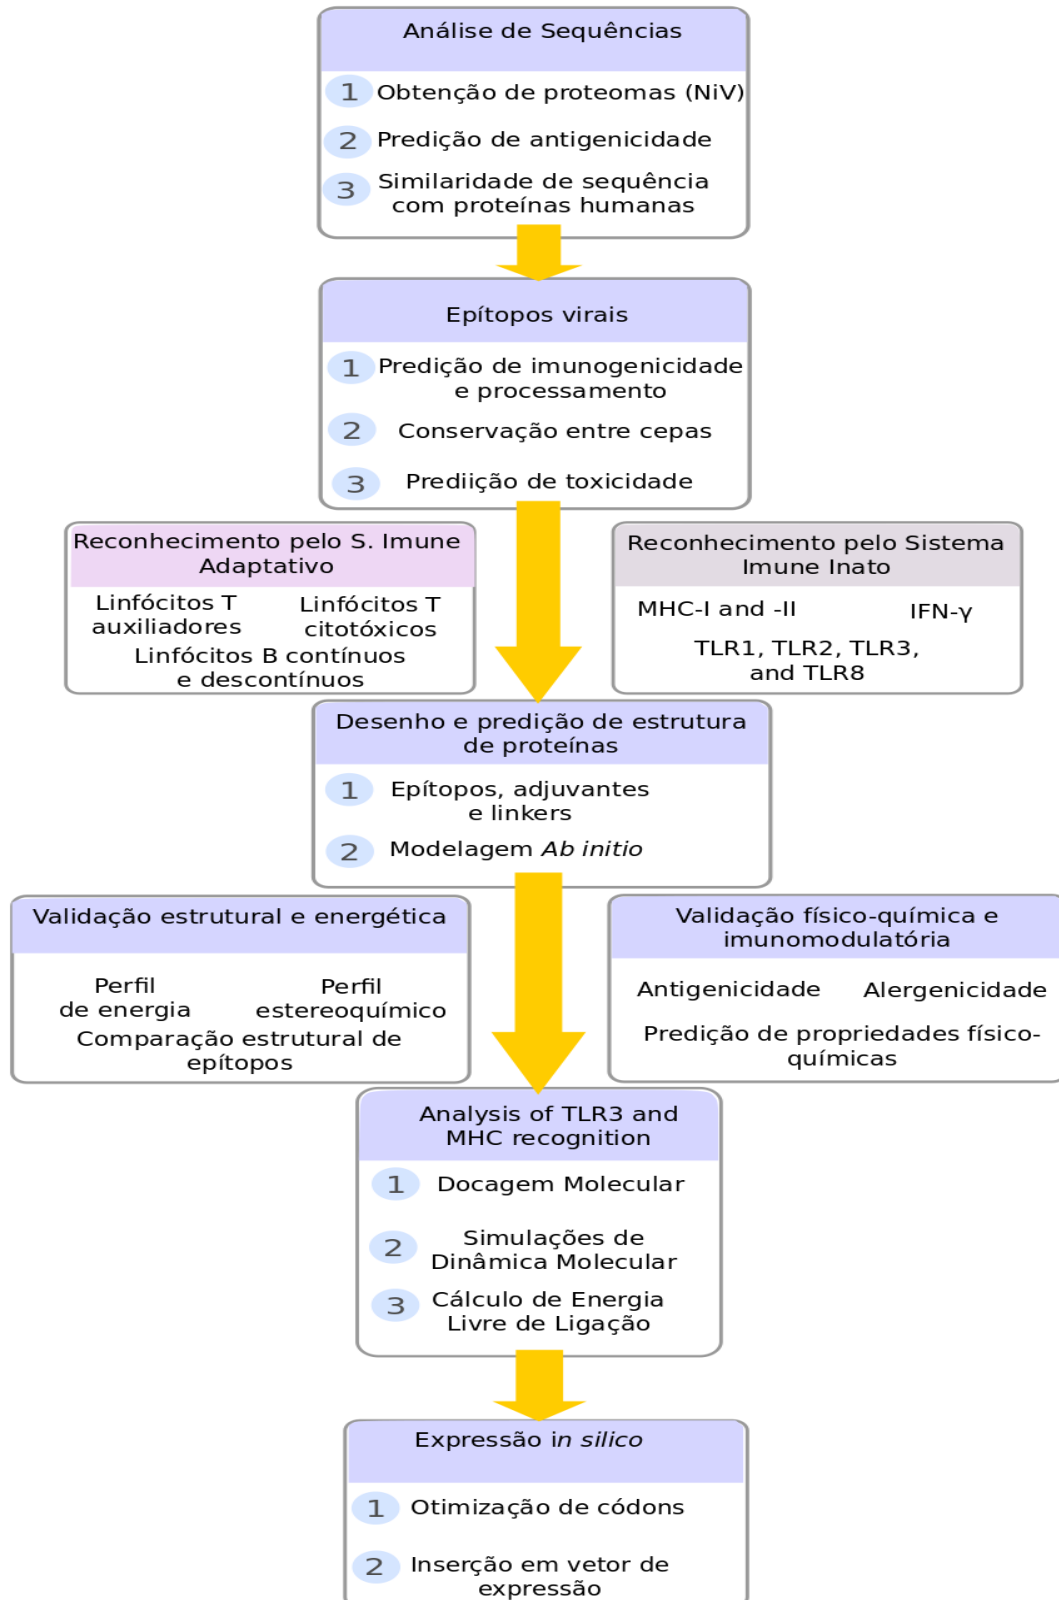 Análise de Sequências
1 Obtenção de proteomas (NiV)
2 Predição de antigenicidade
3 Similaridade de sequência
com proteínas humanas
Epítopos virais
1 Predição de imunogenicidade
e processamento
2 Conservação entre cepas
3 Prediição de toxicidade
Reconhecimento pelo S. Imune
Adaptativo
Linfócitos T
auxiliadores
Linfócitos T
citotóxicos
Linfócitos B contínuos
e descontínuos
Reconhecimento pelo Sistema
Imune Inato
MHC-I and -II
IFN-γ
TLR1, TLR2, TLR3,
and TLR8
Desenho e predição de estrutura
de proteínas
1 Epítopos, adjuvantes
e linkers
2 Modelagem Ab initio
Validação estrutural e energética
Perfil
de energia
Perfil
estereoquímico
Comparação estrutural de
epítopos
Validação físico-química e
imunomodulatória
Antigenicidade
Alergenicidade
Predição de propriedades físico-
químicas
Analysis of TLR3 and
MHC recognition
1 Docagem Molecular
2 Simulações de
Dinâmica Molecular
3 Cálculo de Energia
Livre de Ligação
Expressão in silico
1 Otimização de códons
2 Inserção em vetor de
expressão